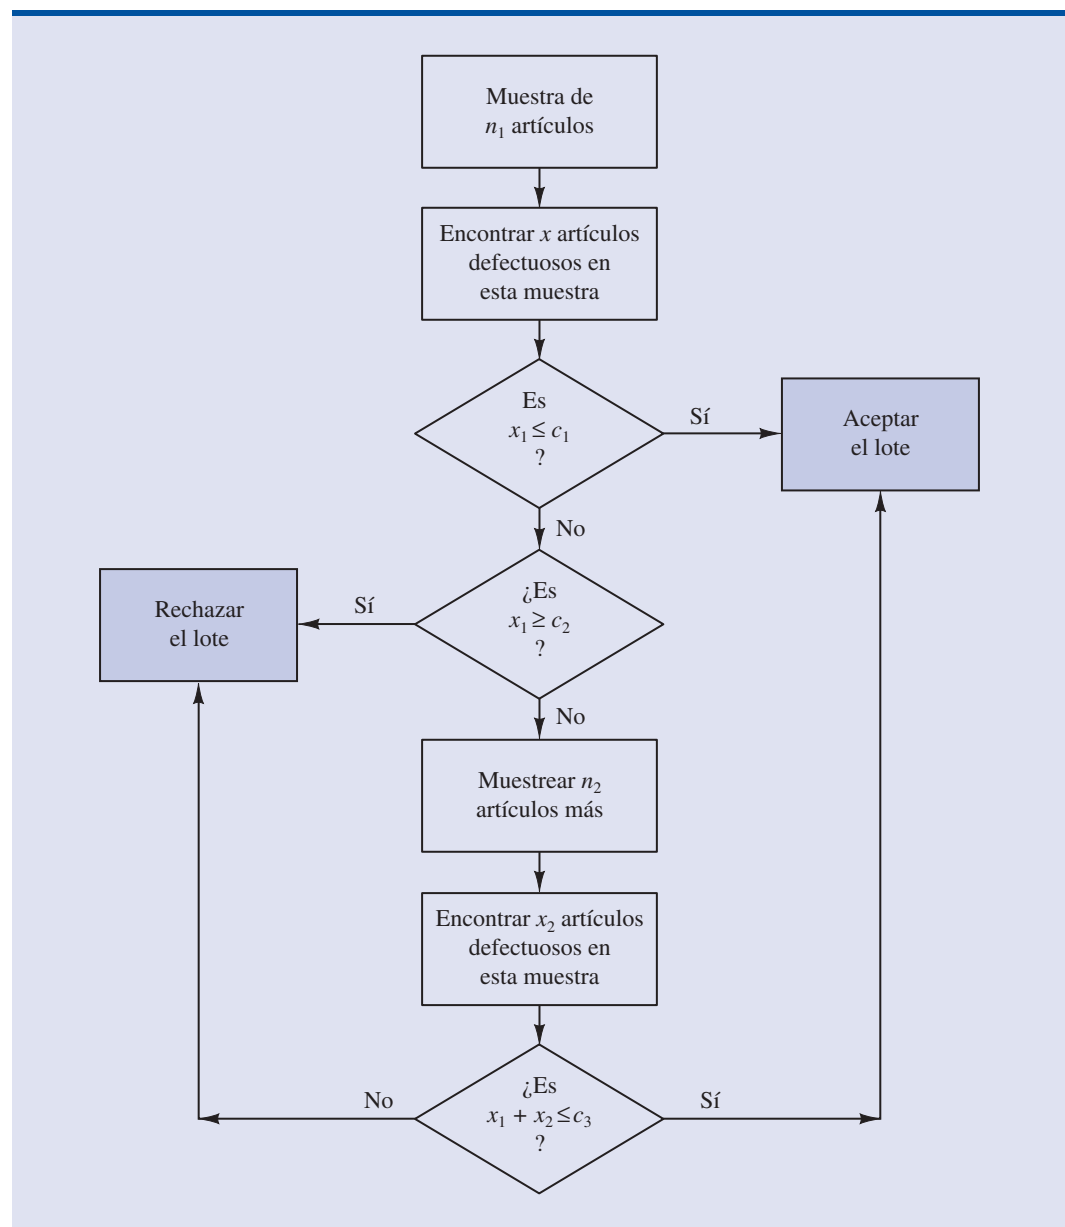 Muestra de
n₁ artículos
Encontrar x artículos
defectuosos en
esta muestra
Es
x₁ ≤ c₁
?
Sí
Aceptar
el lote
No
¿Es
x₁ ≥ c₂
?
Sí
Rechazar
el lote
No
Muestrear n₂
artículos más
Encontrar x₂ artículos
defectuosos en
esta muestra
¿Es
x₁ + x₂ ≤ c₃
?
No
Sí